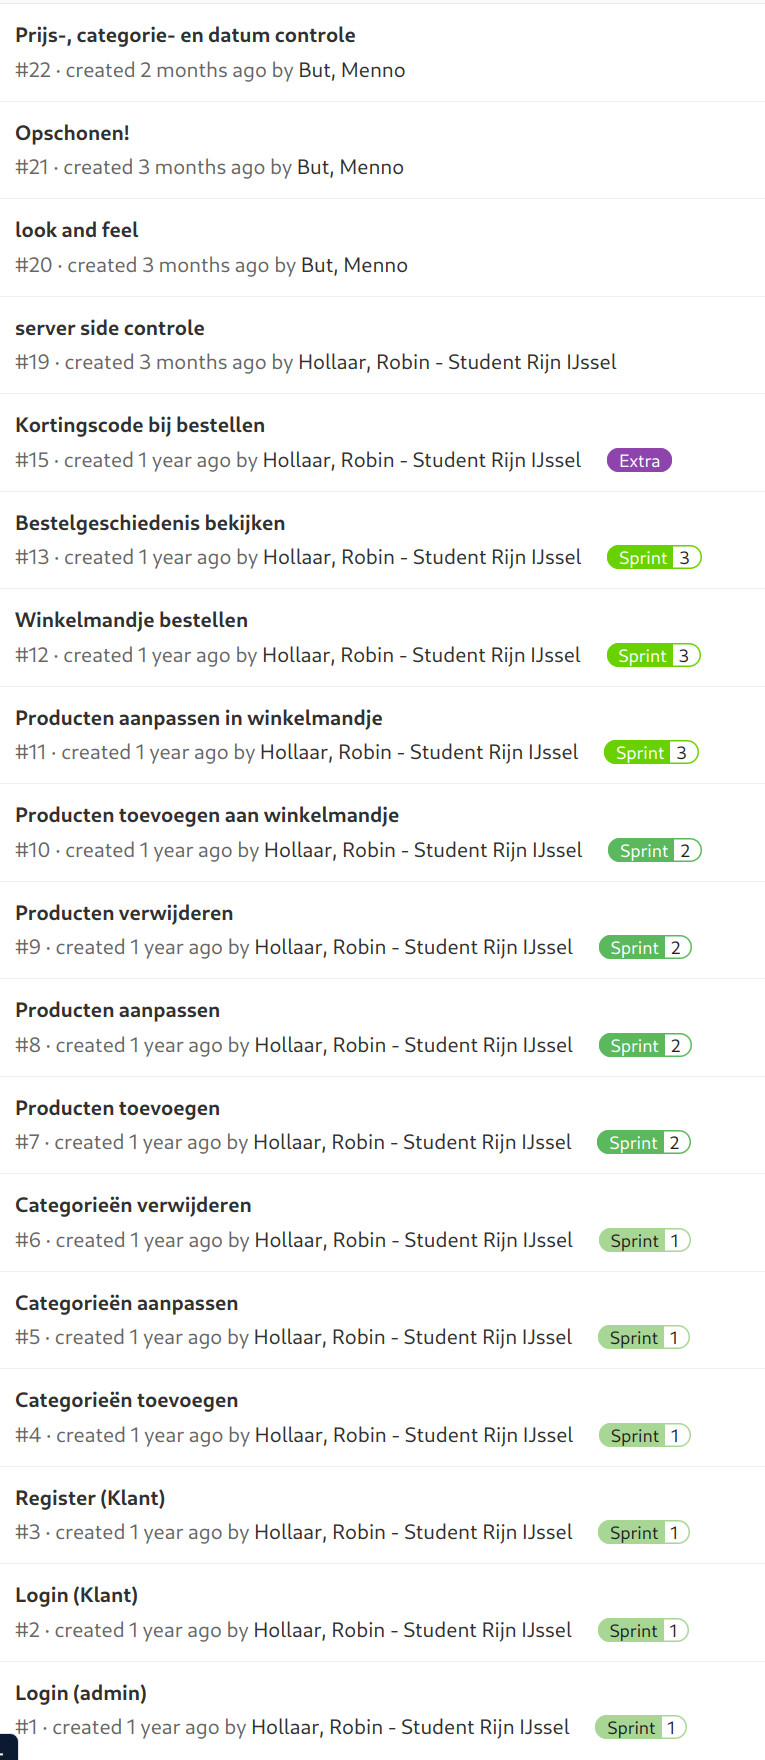 Prijs-, categorie- en datum controle
#22 · created 2 months ago by But, Menno
Opschonen!
#21 · created 3 months ago by But, Menno
look and feel
#20 · created 3 months ago by But, Menno
server side controle
#19 · created 3 months ago by Hollaar, Robin - Student Rijn IJssel
Kortingscode bij bestellen
#15 · created 1 year ago by Hollaar, Robin - Student Rijn IJssel Extra
Bestelgeschiedenis bekijken
#13 · created 1 year ago by Hollaar, Robin - Student Rijn IJssel Sprint 3
Winkelmandje bestellen
#12 · created 1 year ago by Hollaar, Robin - Student Rijn IJssel Sprint 3
Producten aanpassen in winkelmandje
#11 · created 1 year ago by Hollaar, Robin - Student Rijn IJssel Sprint 3
Producten toevoegen aan winkelmandje
#10 · created 1 year ago by Hollaar, Robin - Student Rijn IJssel Sprint 2
Producten verwijderen
#9 · created 1 year ago by Hollaar, Robin - Student Rijn IJssel Sprint 2
Producten aanpassen
#8 · created 1 year ago by Hollaar, Robin - Student Rijn IJssel Sprint 2
Producten toevoegen
#7 · created 1 year ago by Hollaar, Robin - Student Rijn IJssel Sprint 2
Categorieën verwijderen
#6 · created 1 year ago by Hollaar, Robin - Student Rijn IJssel Sprint 1
Categorieën aanpassen
#5 · created 1 year ago by Hollaar, Robin - Student Rijn IJssel Sprint 1
Categorieën toevoegen
#4 · created 1 year ago by Hollaar, Robin - Student Rijn IJssel Sprint 1
Register (Klant)
#3 · created 1 year ago by Hollaar, Robin - Student Rijn IJssel Sprint 1
Login (Klant)
#2 · created 1 year ago by Hollaar, Robin - Student Rijn IJssel Sprint 1
Login (admin)
#1 · created 1 year ago by Hollaar, Robin - Student Rijn IJssel Sprint 1